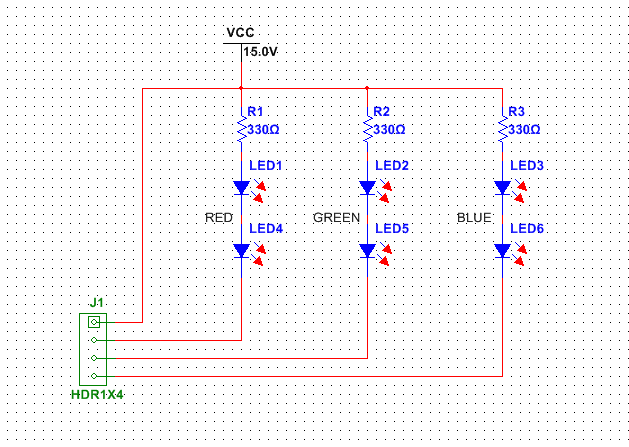 VCC
15.0V
R1
330Ω
R2
330Ω
R3
330Ω
LED1
LED2
LED3
RED
GREEN
BLUE
LED4
LED5
LED6
J1
HDR1X4